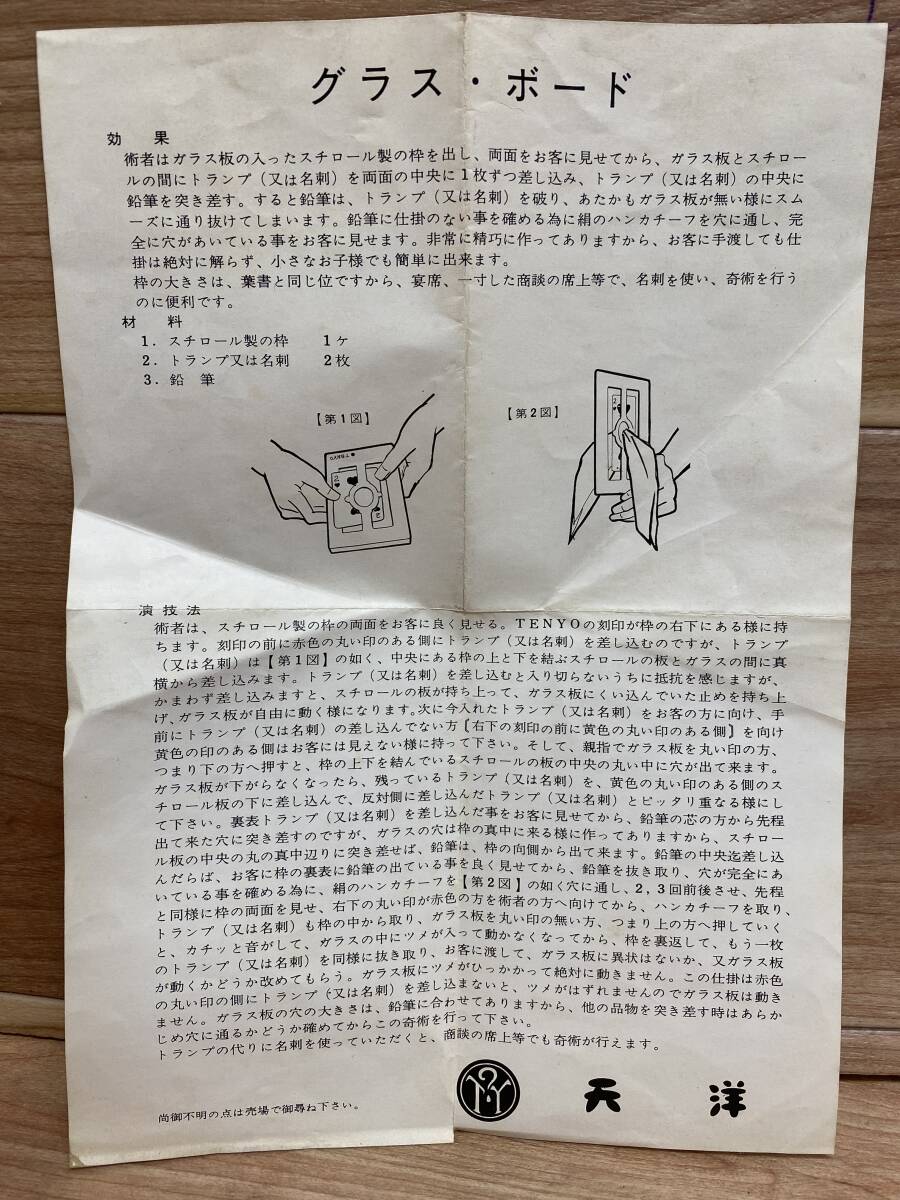 グラス・ボード
効果
術者はガラス板の入ったスチロール製の枠を出し、両面をお客に見せてから、ガラス板とスチロー
ルの間にトランプ（又は名刺）を両面の中央に1枚ずつ差し込み、トランプ（又は名刺）の中央に
鉛筆を突き差す。すると鉛筆は、トランプ（又は名刺）を破り、あたかもガラス板が無い様にスム
ーズに通り抜けてしまいます。鉛筆に仕掛のない事を確める為に絹のハンカチーフを穴に通し、完
全に穴があいている事をお客に見せます。非常に精巧に作ってありますから、お客に手渡しても仕
掛は絶対に解らず、小さなお子様でも簡単に出来ます。
枠の大きさは、葉書と同じ位ですから、宴席、一寸した商談の席上等で、名刺を使い、奇術を行う
のに便利です。
材料
1．スチロール製の枠　1ケ
2．トランプ又は名刺　2枚
3．鉛筆
【第1図】
【第2図】
TENYO
演技法
術者は、スチロール製の枠の両面をお客に良く見せる。TENYOの刻印が枠の右下にある様に持
ちます。刻印の前に赤色の丸い印のある側にトランプ（又は名刺）を差し込むのですが、トランプ
（又は名刺）は【第1図】の如く、中央にある枠の上と下を結ぶスチロールの板とガラスの間に真
横から差し込みます。トランプ（又は名刺）を差し込むと入り切らないうちに抵抗を感じますが、
かまわず差し込みますと、スチロールの板が持ち上って、ガラス板にくい込んでいた止めを持ち上
げ、ガラス板が自由に動く様になります。次に今入れたトランプ（又は名刺）をお客の方に向け、手
前にトランプ（又は名刺）の差し込んでない方〔右下の刻印の前に黄色の丸い印のある側〕を向け
黄色の印のある側はお客には見えない様に持って下さい。そして、親指でガラス板を丸い印の方、
つまり下の方へ押すと、枠の上下を結んでいるスチロールの板の中央の丸い中に穴が出て来ます。
ガラス板が下がらなくなったら、残っているトランプ（又は名刺）を、黄色の丸い印のある側のス
チロール板の下に差し込んで、反対側に差し込んだトランプ（又は名刺）とピッタリ重なる様にし
て下さい。裏表トランプ（又は名刺）を差し込んだ事をお客に見せてから、鉛筆の芯の方から先程
出て来た穴に突き差すのですが、ガラスの穴は枠の真中に来る様に作ってありますから、スチロー
ル板の中央の丸の真中辺りに突き差せば、鉛筆は、枠の向側から出て来ます。鉛筆の中央迄差し込
んだらば、お客に枠の裏表に鉛筆の出ている事を良く見せてから、鉛筆を抜き取り、穴が完全にあ
いている事を確める為に、絹のハンカチーフを【第2図】の如く穴に通し、2，3回前後させ、先程
と同様に枠の両面を見せ、右下の丸い印が赤色の方を術者の方へ向けてから、ハンカチーフを取り、
トランプ（又は名刺）も枠の中から取り、ガラス板を丸い印の無い方、つまり上の方へ押していく
と、カチッと音がして、ガラスの中にツメが入って動かなくなってから、枠を裏返して、もう一枚
のトランプ（又は名刺）を同様に抜き取り、お客に渡して、ガラス板に異状はないか、又ガラス板
が動くかどうか改めてもらう。ガラス板にツメがひっかかって絶対に動きません。この仕掛は赤色
の丸い印の側にトランプ（又は名刺）を差し込まないと、ツメがはずれませんのでガラス板は動き
ません。ガラス板の穴の大きさは、鉛筆に合わせてありますから、他の品物を突き差す時はあらか
じめ穴に通るかどうか確めてからこの奇術を行って下さい。
トランプの代りに名刺を使っていただくと、商談の席上等でも奇術が行えます。
尚御不明の点は売場で御尋ね下さい。
天洋